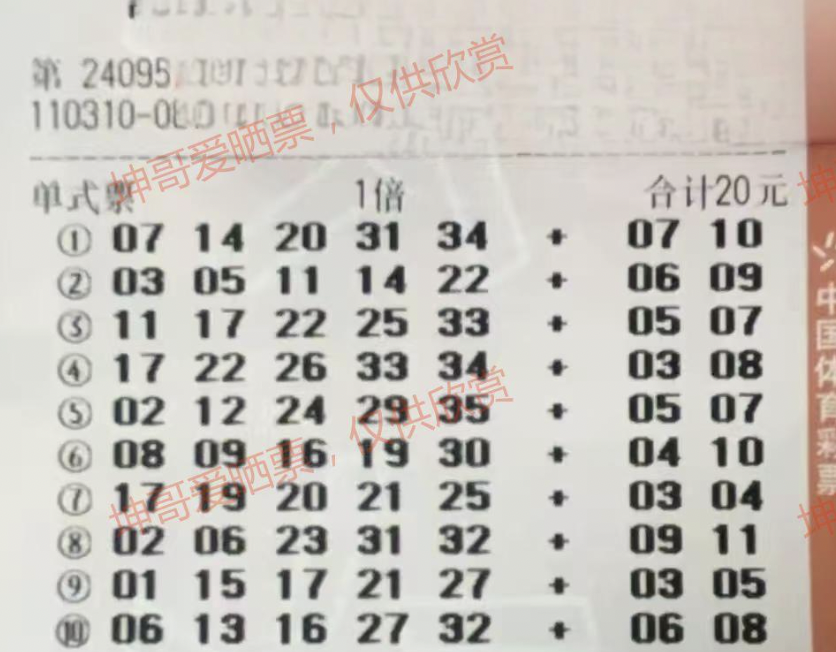 第 24095
110310-0
单式票 1倍 合计20元
① 07 14 20 31 34 + 07 10
② 03 05 11 14 22 + 06 09
③ 11 17 22 25 33 + 05 07
④ 17 22 26 33 34 + 03 08
⑤ 02 12 24 29 35 + 05 07
⑥ 08 09 16 19 30 + 04 10
⑦ 17 19 20 21 25 + 03 04
⑧ 02 06 23 31 32 + 09 11
⑨ 01 15 17 21 27 + 03 05
⑩ 06 13 16 27 32 + 06 08
中国体育彩票
坤哥爱晒票，仅供欣赏
坤哥爱晒票，仅供欣赏
坤
坤